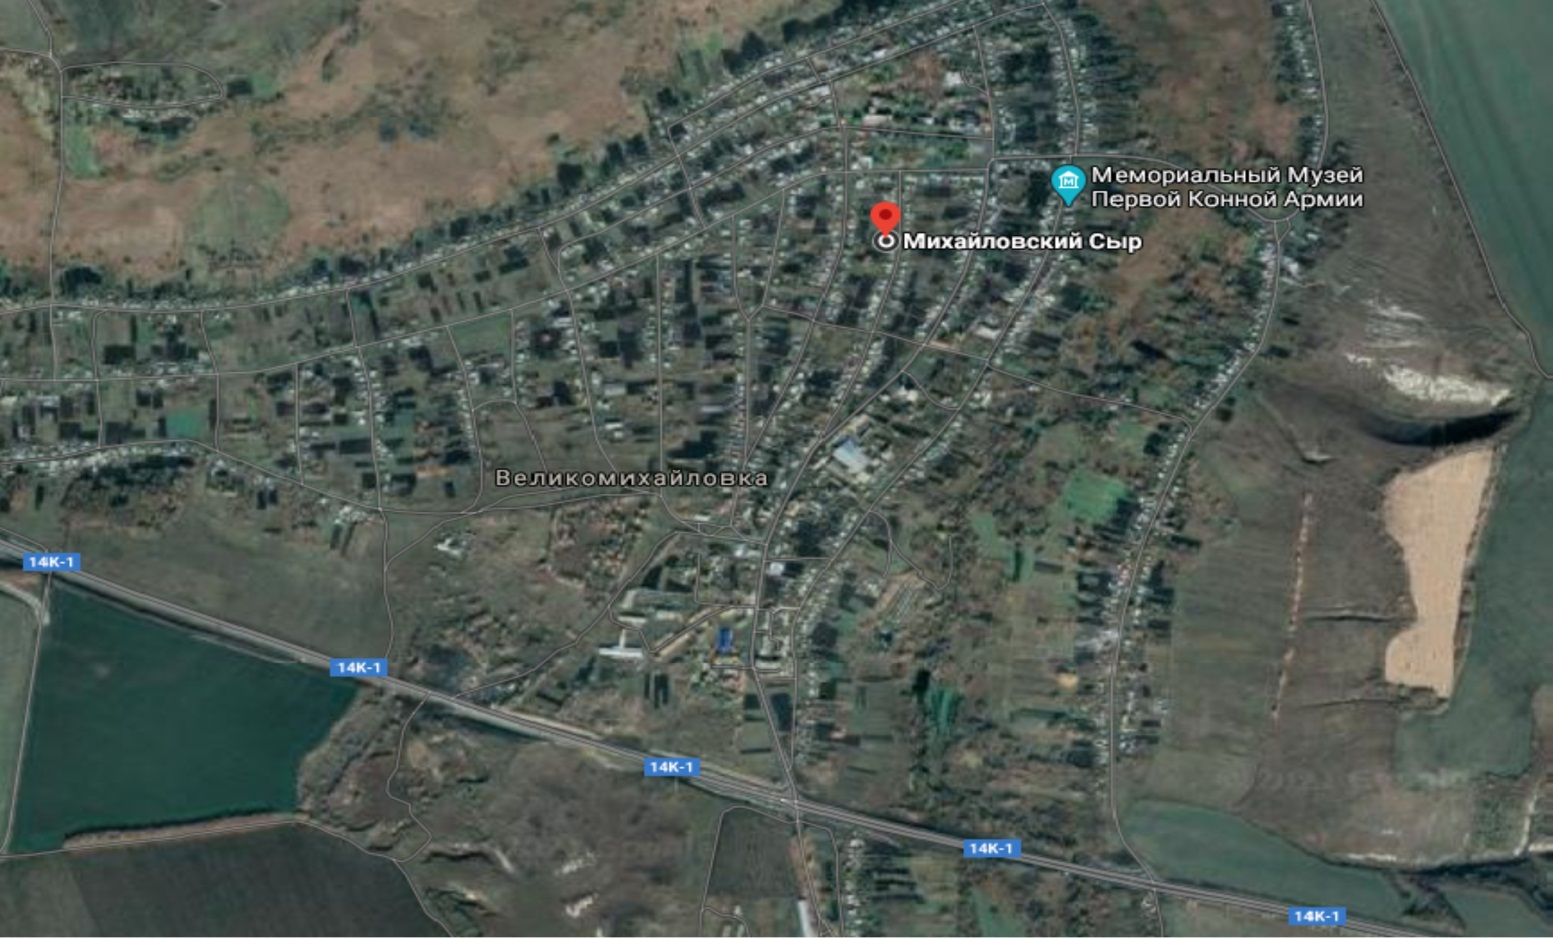 Мемориальный Музей
Первой Конной Армии
Михайловский Сыр
Великомихайловка
14К-1
14К-1
14К-1
14К-1
14К-1